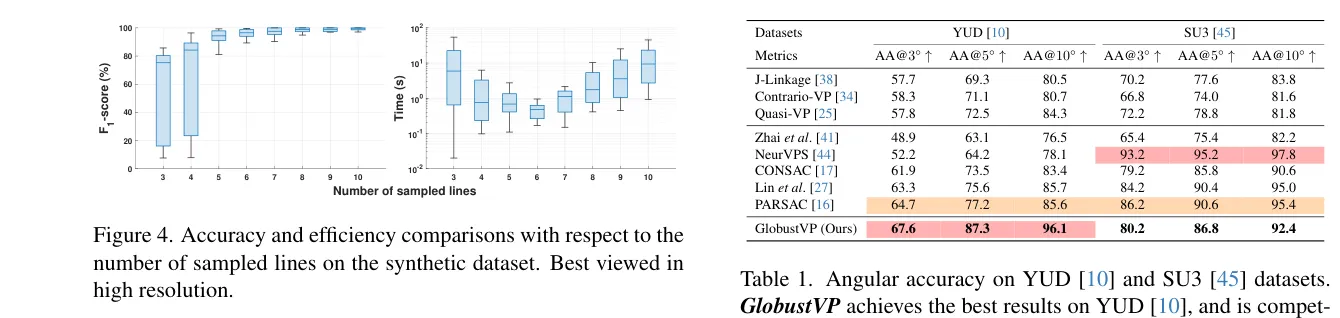 100
80
60
40
20
0
F1-score (%)
3 4 5 6 7 8 9 10
10^2
10^1
10^0
10^-1
10^-2
Time (s)
3 4 5 6 7 8 9 10
Number of sampled lines
Figure 4. Accuracy and efficiency comparisons with respect to the
number of sampled lines on the synthetic dataset. Best viewed in
high resolution.
Datasets YUD [10] SU3 [45]
Metrics AA@3° ↑ AA@5° ↑ AA@10° ↑ AA@3° ↑ AA@5° ↑ AA@10° ↑
J-Linkage [38] 57.7 69.3 80.5 70.2 77.6 83.8
Contrario-VP [34] 58.3 71.1 80.7 66.8 74.0 81.6
Quasi-VP [25] 57.8 72.5 84.3 72.2 78.8 81.8
Zhai et al. [41] 48.9 63.1 76.5 65.4 75.4 82.2
NeurVPS [44] 52.2 64.2 78.1 93.2 95.2 97.8
CONSAC [17] 61.9 73.5 83.4 79.2 85.8 90.6
Lin et al. [27] 63.3 75.6 85.7 84.2 90.4 95.0
PARSAC [16] 64.7 77.2 85.6 86.2 90.6 95.4
GlobustVP (Ours) 67.6 87.3 96.1 80.2 86.8 92.4
Table 1. Angular accuracy on YUD [10] and SU3 [45] datasets.
GlobustVP achieves the best results on YUD [10], and is compet-